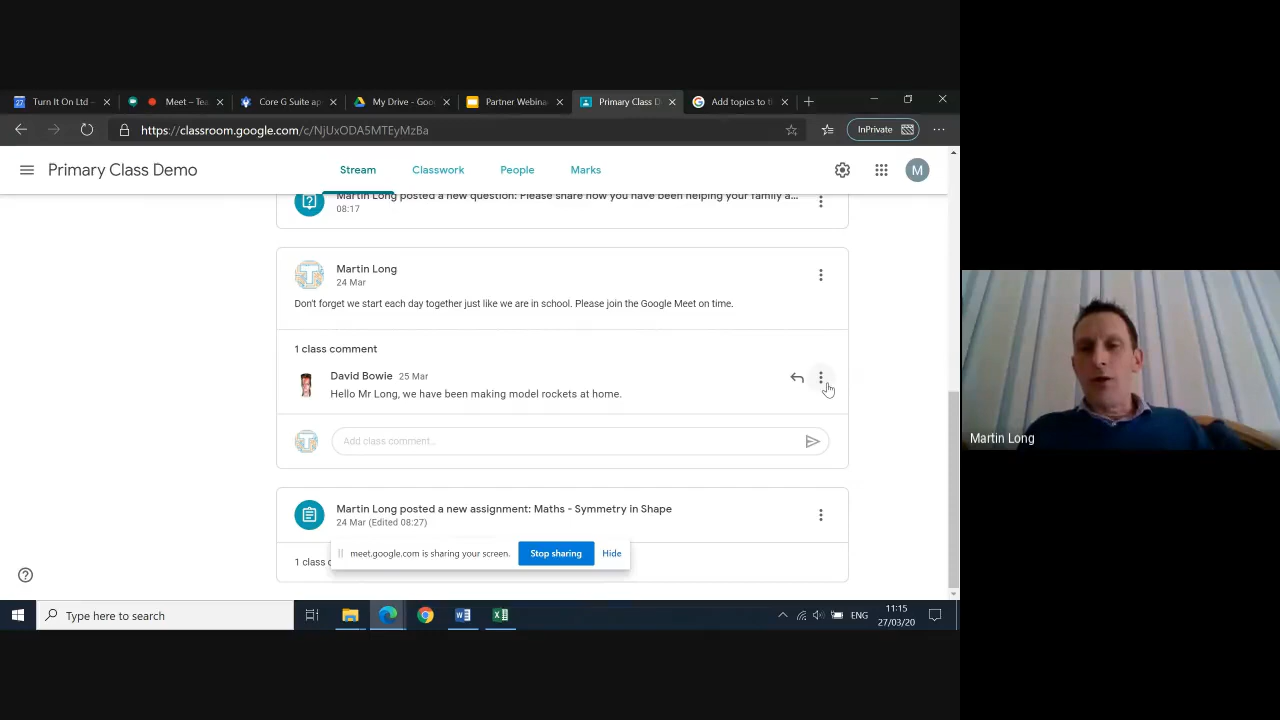 Turn It On Ltd –
Meet – Tea
Core G Suite ap
My Drive - Goo
Partner Webina
Primary Class D
Add topics to t
https://classroom.google.com/c/NjUxODA5MTEyMzBa
InPrivate
Primary Class Demo
Stream
Classwork
People
Marks
M
Martin Long posted a new question: Please share how you have been helping your family a...
08:17
Martin Long
24 Mar
Don't forget we start each day together just like we are in school. Please join the Google Meet on time.
1 class comment
David Bowie 25 Mar
Hello Mr Long, we have been making model rockets at home.
Add class comment...
Martin Long posted a new assignment: Maths - Symmetry in Shape
24 Mar (Edited 08:27)
1 class c
meet.google.com is sharing your screen.
Stop sharing
Hide
Type here to search
ENG
11:15
27/03/20
Martin Long